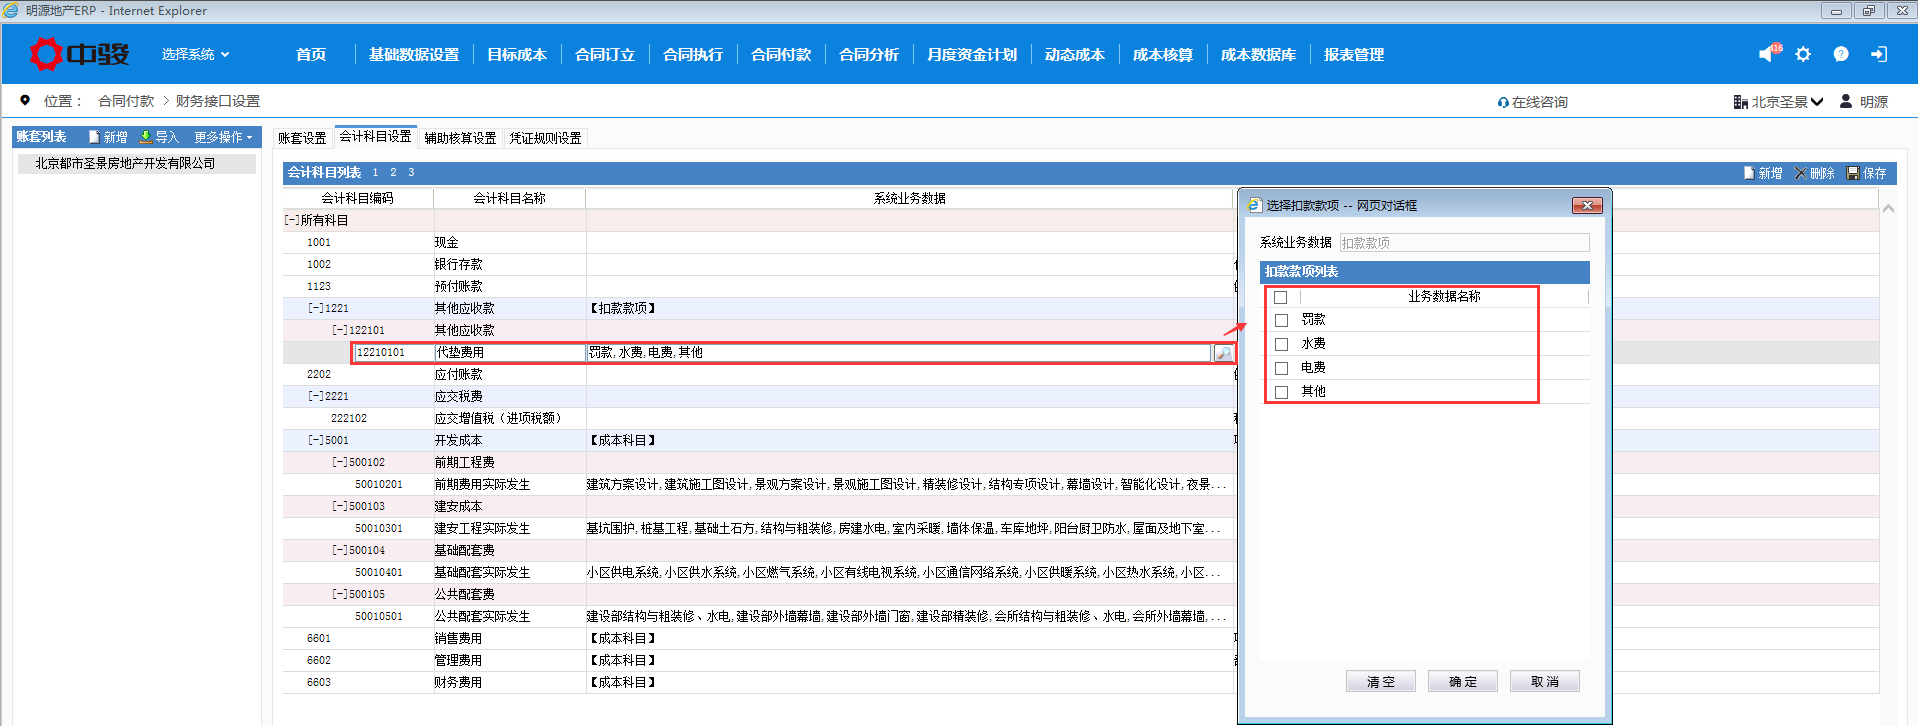 明源地产ERP - Internet Explorer
中骏 选择系统 首页 基础数据设置 目标成本 合同订立 合同执行 合同付款 合同分析 月度资金计划 动态成本 成本核算 成本数据库 报表管理 416
位置： 合同付款 > 财务接口设置 在线咨询 北京圣景 明源
账套列表 新增 导入 更多操作
北京都市圣景房地产开发有限公司
账套设置 会计科目设置 辅助核算设置 凭证规则设置
会计科目列表 1 2 3 新增 删除 保存
会计科目编码 会计科目名称 系统业务数据
[-]所有科目
1001 现金
1002 银行存款
1123 预付账款
[-]1221 其他应收款 【扣款款项】
[-]122101 其他应收款
12210101 代垫费用 罚款,水费,电费,其他
2202 应付账款
[-]2221 应交税费
222102 应交增值税（进项税额）
[-]5001 开发成本 【成本科目】
[-]500102 前期工程费
50010201 前期费用实际发生 建筑方案设计,建筑施工图设计,景观方案设计,景观施工图设计,精装修设计,结构专项设计,幕墙设计,智能化设计,夜景...
[-]500103 建安成本
50010301 建安工程实际发生 基坑围护,桩基工程,基础土石方,结构与粗装修,房建水电,室内采暖,墙体保温,车库地坪,阳台厨卫防水,屋面及地下室...
[-]500104 基础配套费
50010401 基础配套实际发生 小区供电系统,小区供水系统,小区燃气系统,小区有线电视系统,小区通信网络系统,小区供暖系统,小区热水系统,小区...
[-]500105 公共配套费
50010501 公共配套实际发生 建设部结构与粗装修、水电,建设部外墙幕墙,建设部外墙门窗,建设部精装修,会所结构与粗装修、水电,会所外墙幕墙,...
6601 销售费用 【成本科目】
6602 管理费用 【成本科目】
6603 财务费用 【成本科目】
选择扣款款项 -- 网页对话框
系统业务数据 扣款款项
扣款款项列表
业务数据名称
罚款
水费
电费
其他
清空 确定 取消